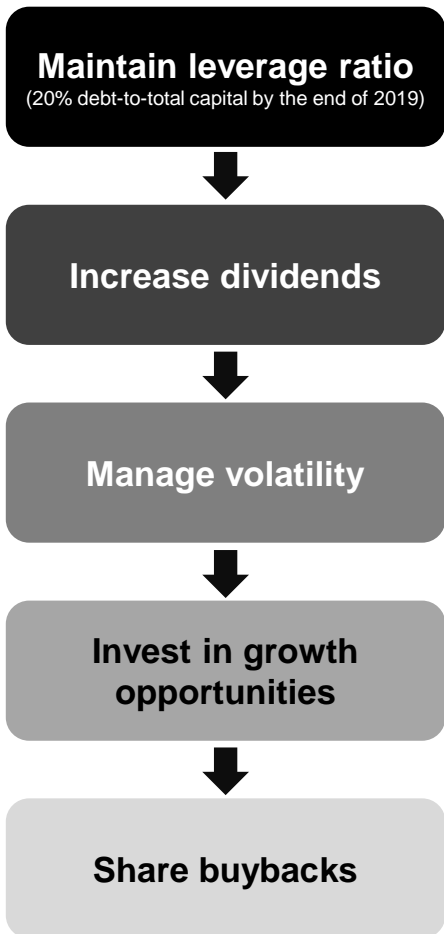 Maintain leverage ratio
(20% debt-to-total capital by the end of 2019)
Increase dividends
Manage volatility
Invest in growth
opportunities
Share buybacks